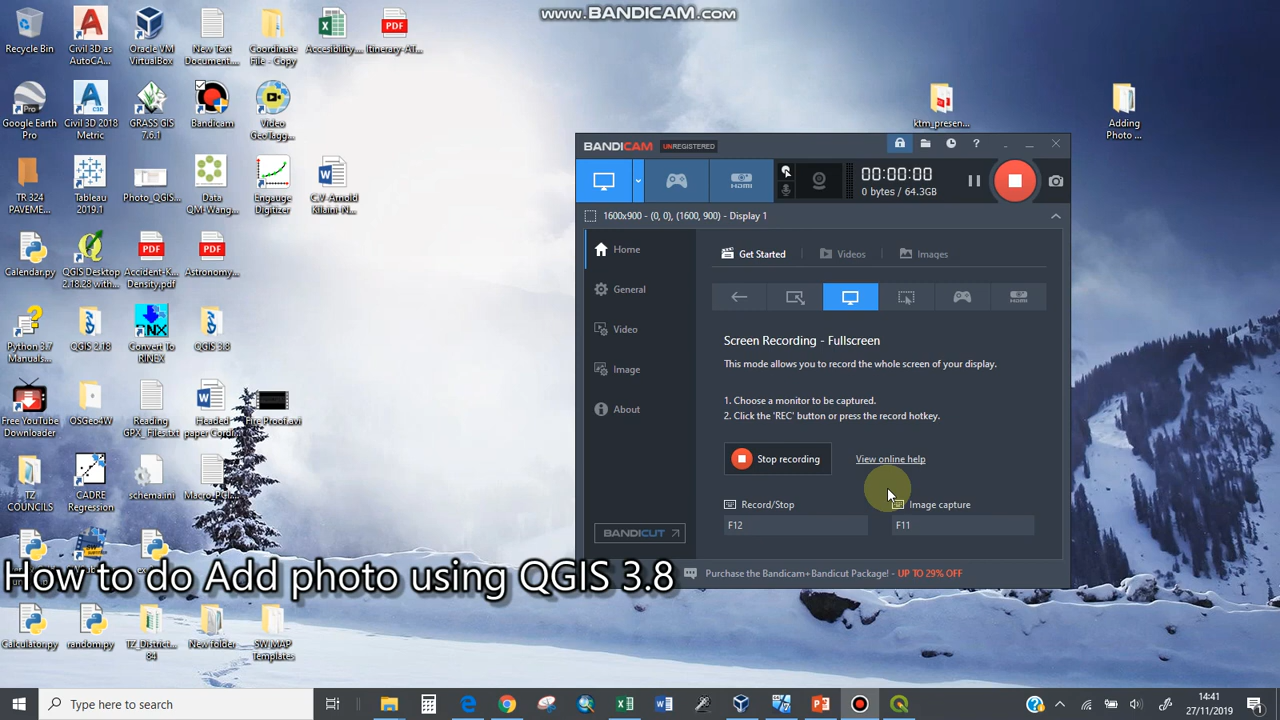 www.BANDICAM.com
Recycle Bin
Civil 3D as AutoCA...
Oracle VM VirtualBox
New Text Document....
Coordinate File - Copy
Accesibility....
Itinerary-AT...
Google Earth Pro
Civil 3D 2018 Metric
GRASS GIS 7.6.1
Bandicam
Video Geo7agg...
ktm_presen...
Adding Photo ...
TR 324 PAVEME...
Tableau 2019.1
Photo_QGIS...
Data QM-Wang...
Engauge Digitizer
C.V-Arnold Kilaini-N...
Calendar.py
QGIS Desktop 2.18.28 with...
Accident-K... Density.pdf
Astronomy...
Python 3.7 Manuals...
QGIS 2.18
Convert To RINEX
QGIS 3.8
Free YouTube Downloader
OSGeo4W
Reading GPX_Files.txt
Headed paper Cordin...
Fire Proof.avi
TZ COUNCILS
CADRE Regression
schema.ini
Macro_PGI...
How to do Add photo using QGIS 3.8
Calculator.py
random.py
TZ_District... 84
New folder
SW MAP Templates
BANDICAM UNREGISTERED
HDMI
00:00:00
0 bytes / 64.3GB
1600x900 - (0, 0), (1600, 900) - Display 1
Home
General
Video
Image
About
BANDICUT
Get Started
Videos
Images
HDMI
Screen Recording - Fullscreen
This mode allows you to record the whole screen of your display.
1. Choose a monitor to be captured.
2. Click the 'REC' button or press the record hotkey.
Stop recording
View online help
Record/Stop
Image capture
F12
F11
Purchase the Bandicam+Bandicut Package! - UP TO 29% OFF
Type here to search
14:41
27/11/2019